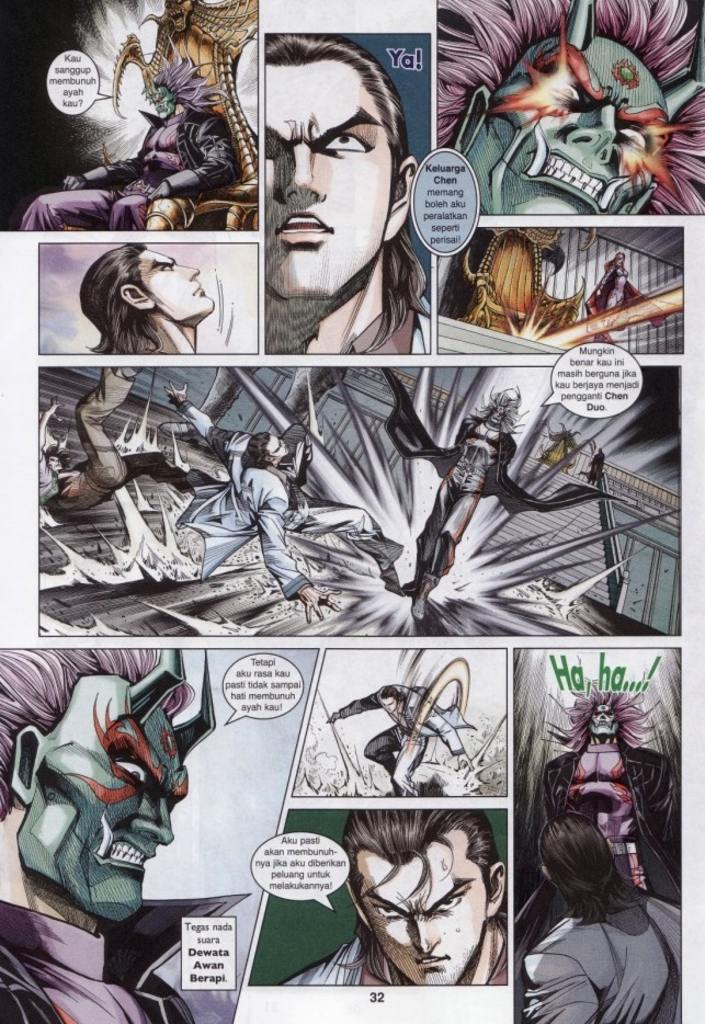 Kau
sanggup
membunuh
ayah
kau?
Ya!
Keluarga
Chen
memang
boleh aku
peralatkan
seperti
perisai!
Mungkin
benar kau ini
masih berguna jika
kau berjaya menjadi
pengganti Chen
Duo.
Tetapi
aku rasa kau
pasti tidak sampai
hati membunuh
ayah kau!
Tegas nada
suara
Dewata
Awan
Berapi.
Aku pasti
akan membunuh-
nya jika aku diberikan
peluang untuk
melakukannya!
Ha, ha....!
32